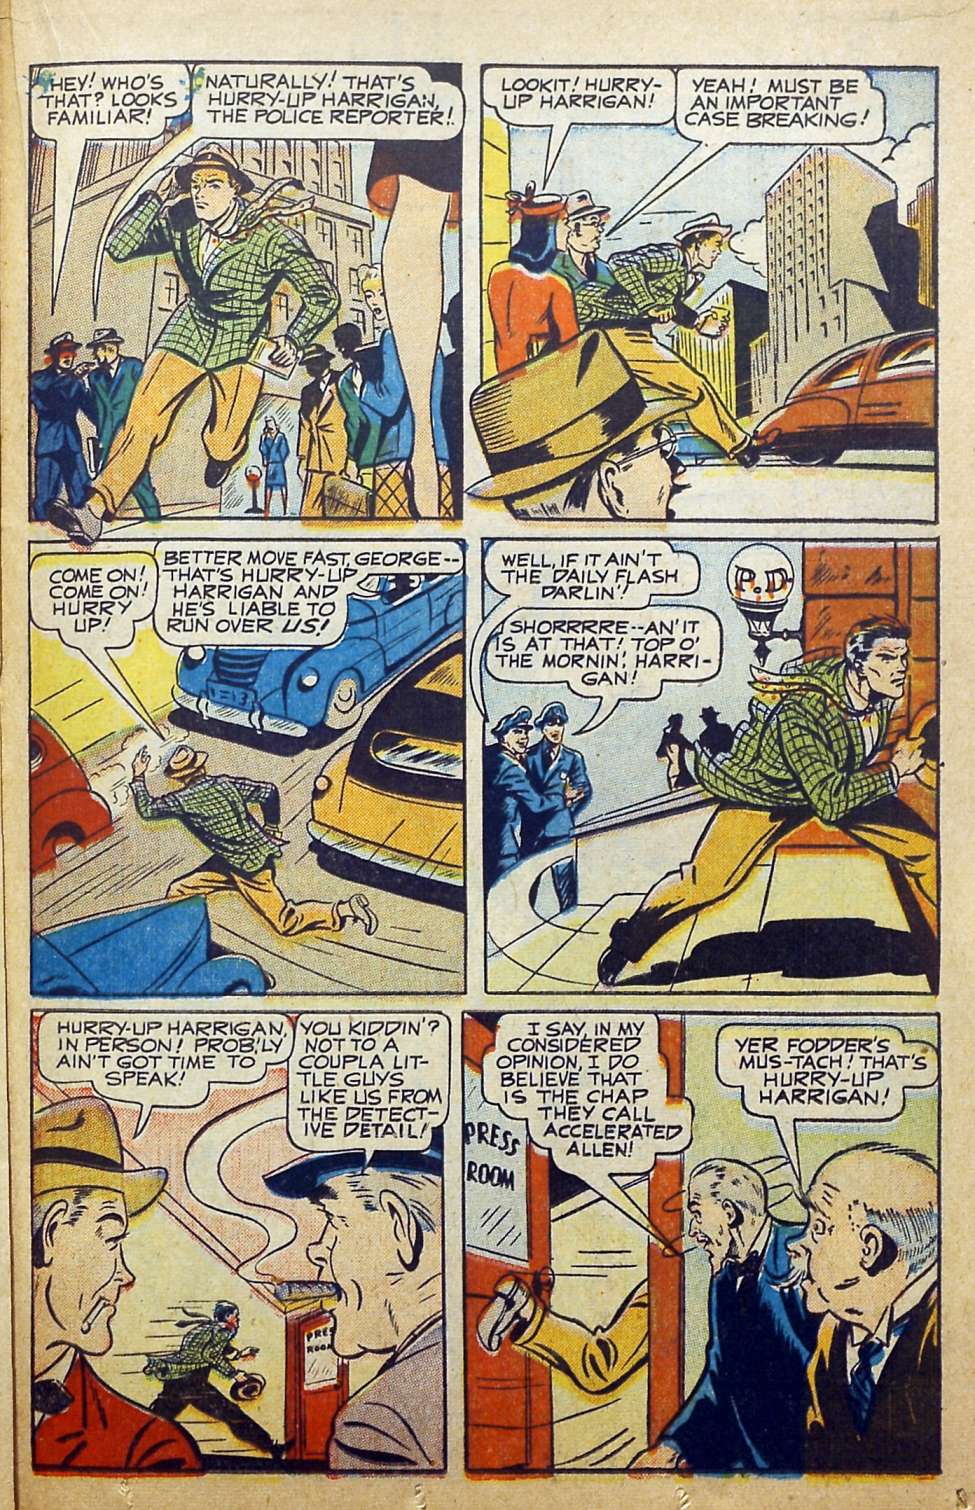 HEY! WHO'S
THAT? LOOKS
FAMILIAR!
NATURALLY! THAT'S
HURRY-UP HARRIGAN,
THE POLICE REPORTER!
LOOKIT! HURRY-
UP HARRIGAN!
YEAH! MUST BE
AN IMPORTANT
CASE BREAKING!
COME ON!
COME ON!
HURRY
UP!
BETTER MOVE FAST, GEORGE--
THAT'S HURRY-UP
HARRIGAN AND
HE'S LIABLE TO
RUN OVER US!
WELL, IF IT AIN'T
THE DAILY FLASH
DARLIN'!
SHORRRRE--AN' IT
IS AT THAT! TOP O'
THE MORNIN', HARRI-
GAN!
P.D.
HURRY-UP HARRIGAN,
IN PERSON! PROB'LY
AIN'T GOT TIME TO
SPEAK!
YOU KIDDIN'?
NOT TO A
COUPLA LIT-
TLE GUYS
LIKE US FROM
THE DETECT-
IVE DETAIL!
PRESS
ROOM
I SAY, IN MY
CONSIDERED
OPINION, I DO
BELIEVE THAT
IS THE CHAP
THEY CALL
ACCELERATED
ALLEN!
YER FODDER'S
MUS-TACH! THAT'S
HURRY-UP
HARRIGAN!
PRESS
ROOM